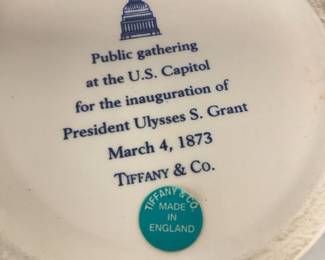 Public gathering
at the U.S. Capitol
for the inauguration of
President Ulysses S. Grant
March 4, 1873
TIFFANY & CO.
TIFFANY & CO.
MADE
IN
ENGLAND